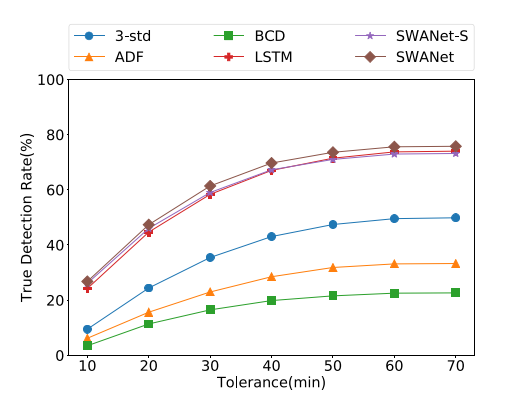 3-std BCD SWANet-S
ADF LSTM SWANet
100
80
60
40
20
0
True Detection Rate(%)
10 20 30 40 50 60 70
Tolerance(min)